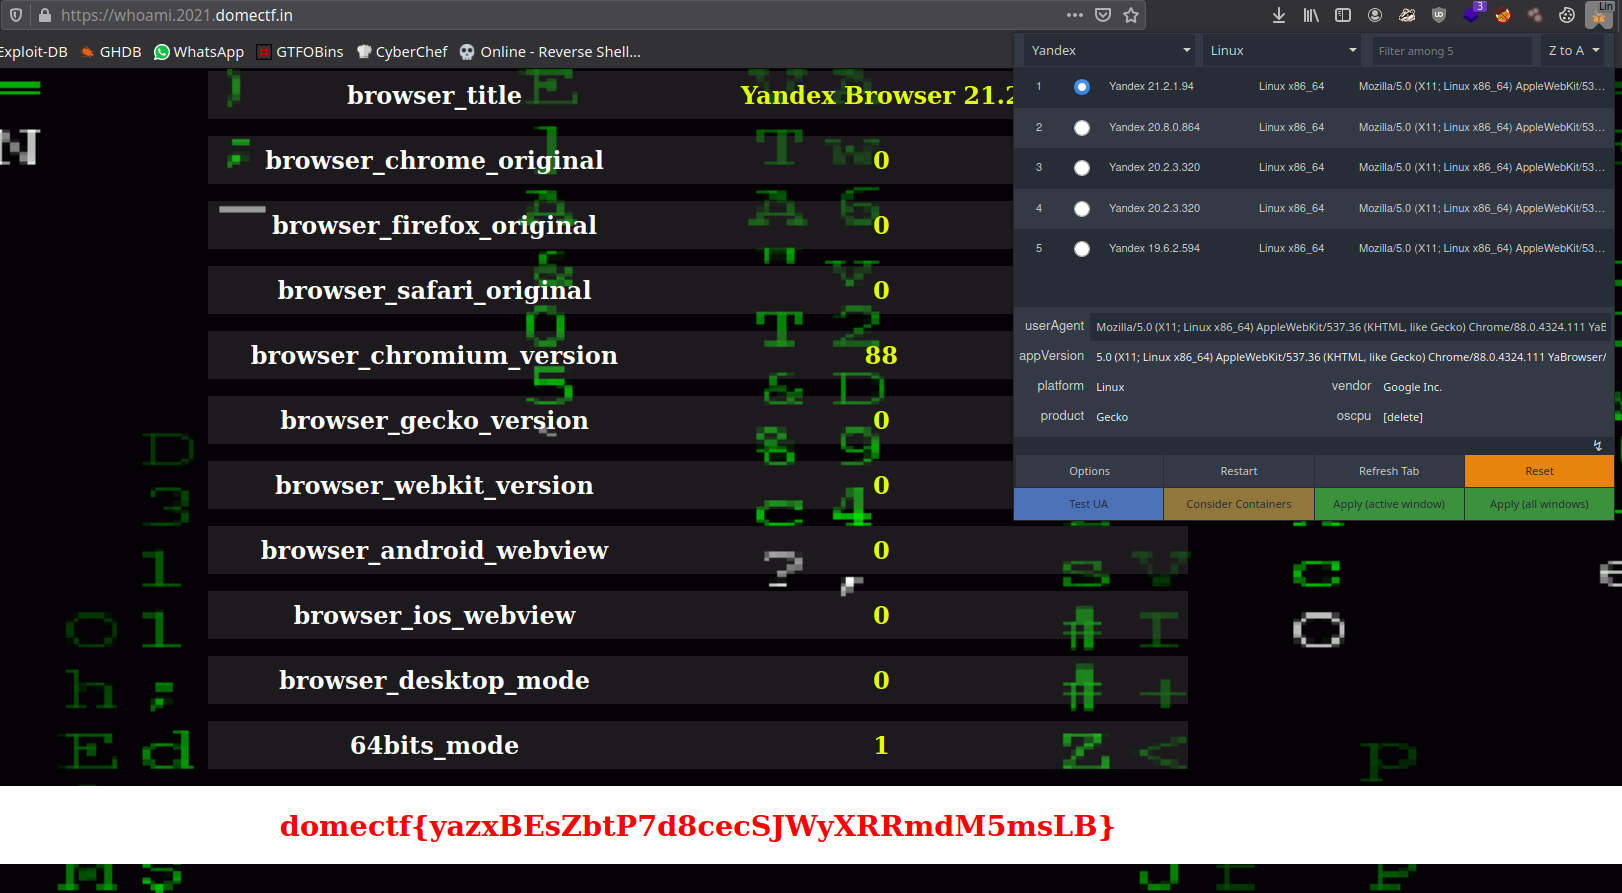 https://whoami.2021.domectf.in
3
Lin
Exploit-DB GHDB WhatsApp GTFOBins CyberChef Online - Reverse Shell...
Yandex Linux Filter among 5 Z to A
1 Yandex 21.2.1.94 Linux x86_64 Mozilla/5.0 (X11; Linux x86_64) AppleWebKit/53...
2 Yandex 20.8.0.864 Linux x86_64 Mozilla/5.0 (X11; Linux x86_64) AppleWebKit/53...
3 Yandex 20.2.3.320 Linux x86_64 Mozilla/5.0 (X11; Linux x86_64) AppleWebKit/53...
4 Yandex 20.2.3.320 Linux x86_64 Mozilla/5.0 (X11; Linux x86_64) AppleWebKit/53...
5 Yandex 19.6.2.594 Linux x86_64 Mozilla/5.0 (X11; Linux x86_64) AppleWebKit/53...
userAgent Mozilla/5.0 (X11; Linux x86_64) AppleWebKit/537.36 (KHTML, like Gecko) Chrome/88.0.4324.111 YaB
appVersion 5.0 (X11; Linux x86_64) AppleWebKit/537.36 (KHTML, like Gecko) Chrome/88.0.4324.111 YaBrowser/
platform Linux vendor Google Inc.
product Gecko oscpu [delete]
Options Restart Refresh Tab Reset
Test UA Consider Containers Apply (active window) Apply (all windows)
browser_title Yandex Browser 21.2
browser_chrome_original 0
browser_firefox_original 0
browser_safari_original 0
browser_chromium_version 88
browser_gecko_version 0
browser_webkit_version 0
browser_android_webview 0
browser_ios_webview 0
browser_desktop_mode 0
64bits_mode 1
domectf{yazxBEsZbtP7d8cecSJWyXRRmdM5msLB}